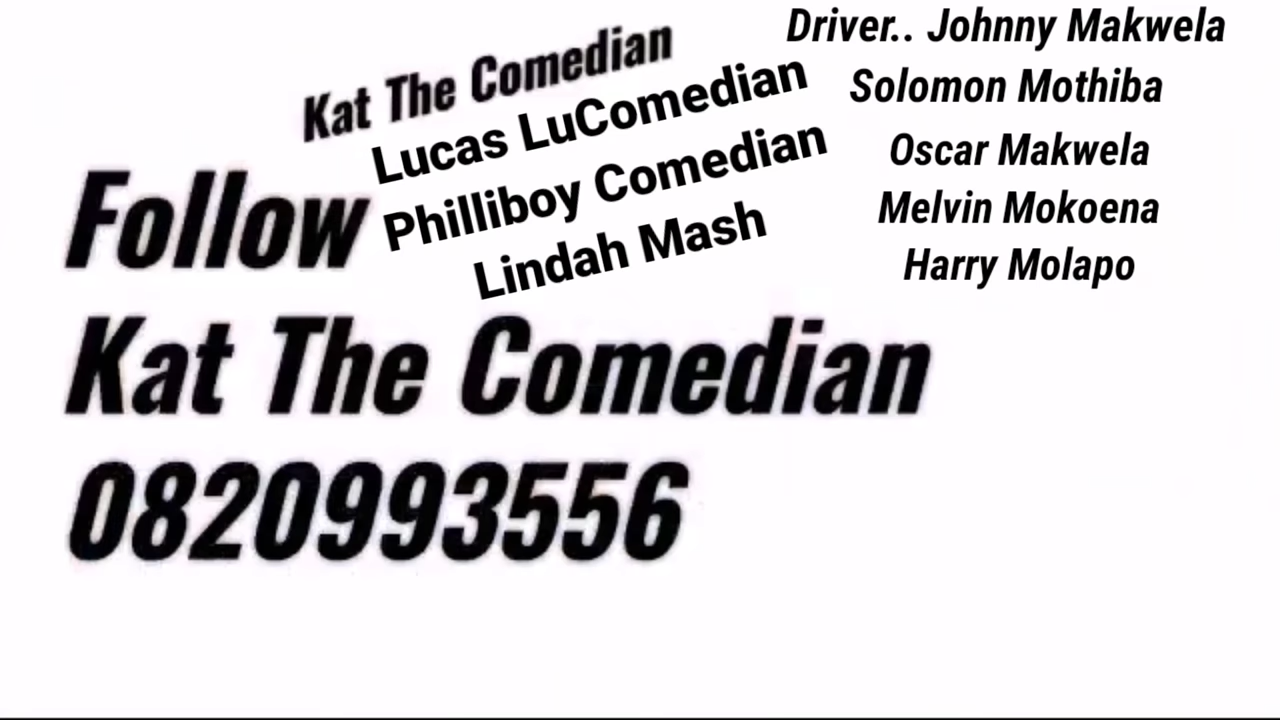 Kat The Comedian
Lucas LuComedian
Philliboy Comedian
Lindah Mash
Driver.. Johnny Makwela
Solomon Mothiba
Oscar Makwela
Melvin Mokoena
Harry Molapo
Follow
Kat The Comedian
0820993556